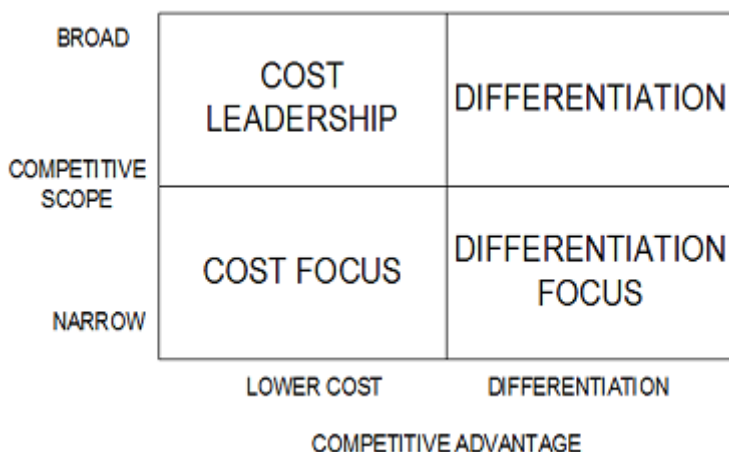 BROAD
COST
LEADERSHIP
DIFFERENTIATION
COMPETITIVE
SCOPE
COST FOCUS
DIFFERENTIATION
FOCUS
NARROW
LOWER COST
DIFFERENTIATION
COMPETITIVE ADVANTAGE